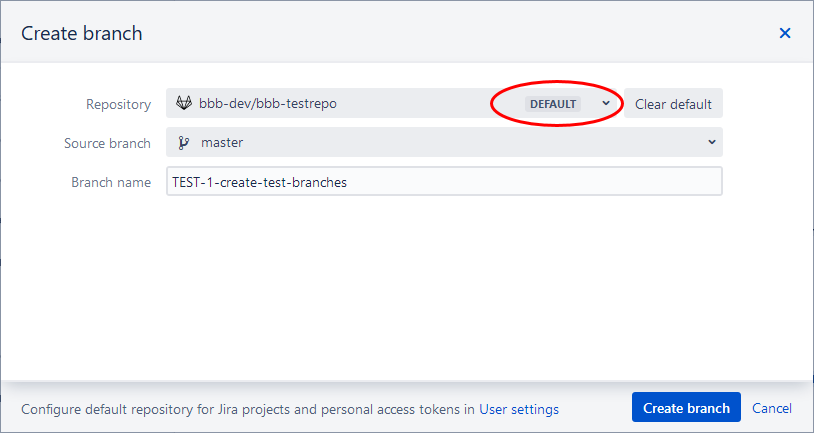 Create branch
Repository bbb-dev/bbb-testrepo DEFAULT Clear default
Source branch master
Branch name TEST-1-create-test-branches
Configure default repository for Jira projects and personal access tokens in User settings Create branch Cancel